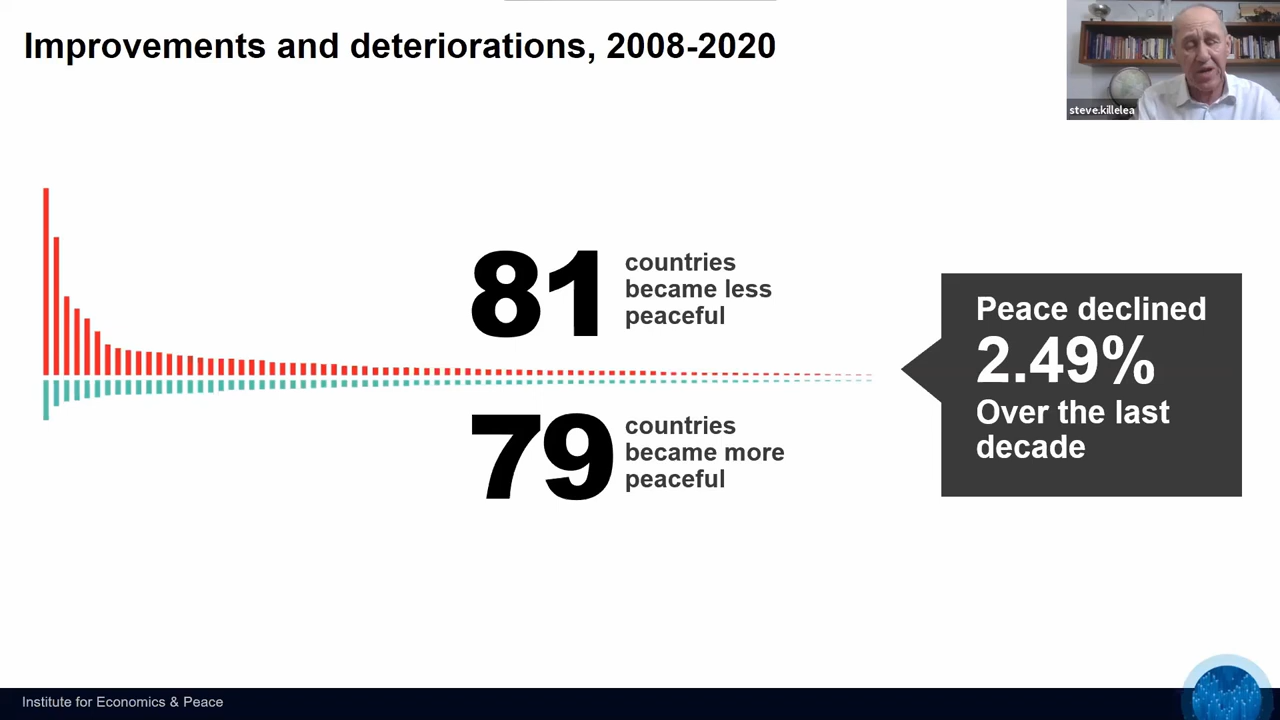 Improvements and deteriorations, 2008-2020
steve.killelea
81
countries
became less
peaceful
79
countries
became more
peaceful
Peace declined
2.49%
Over the last
decade
Institute for Economics & Peace